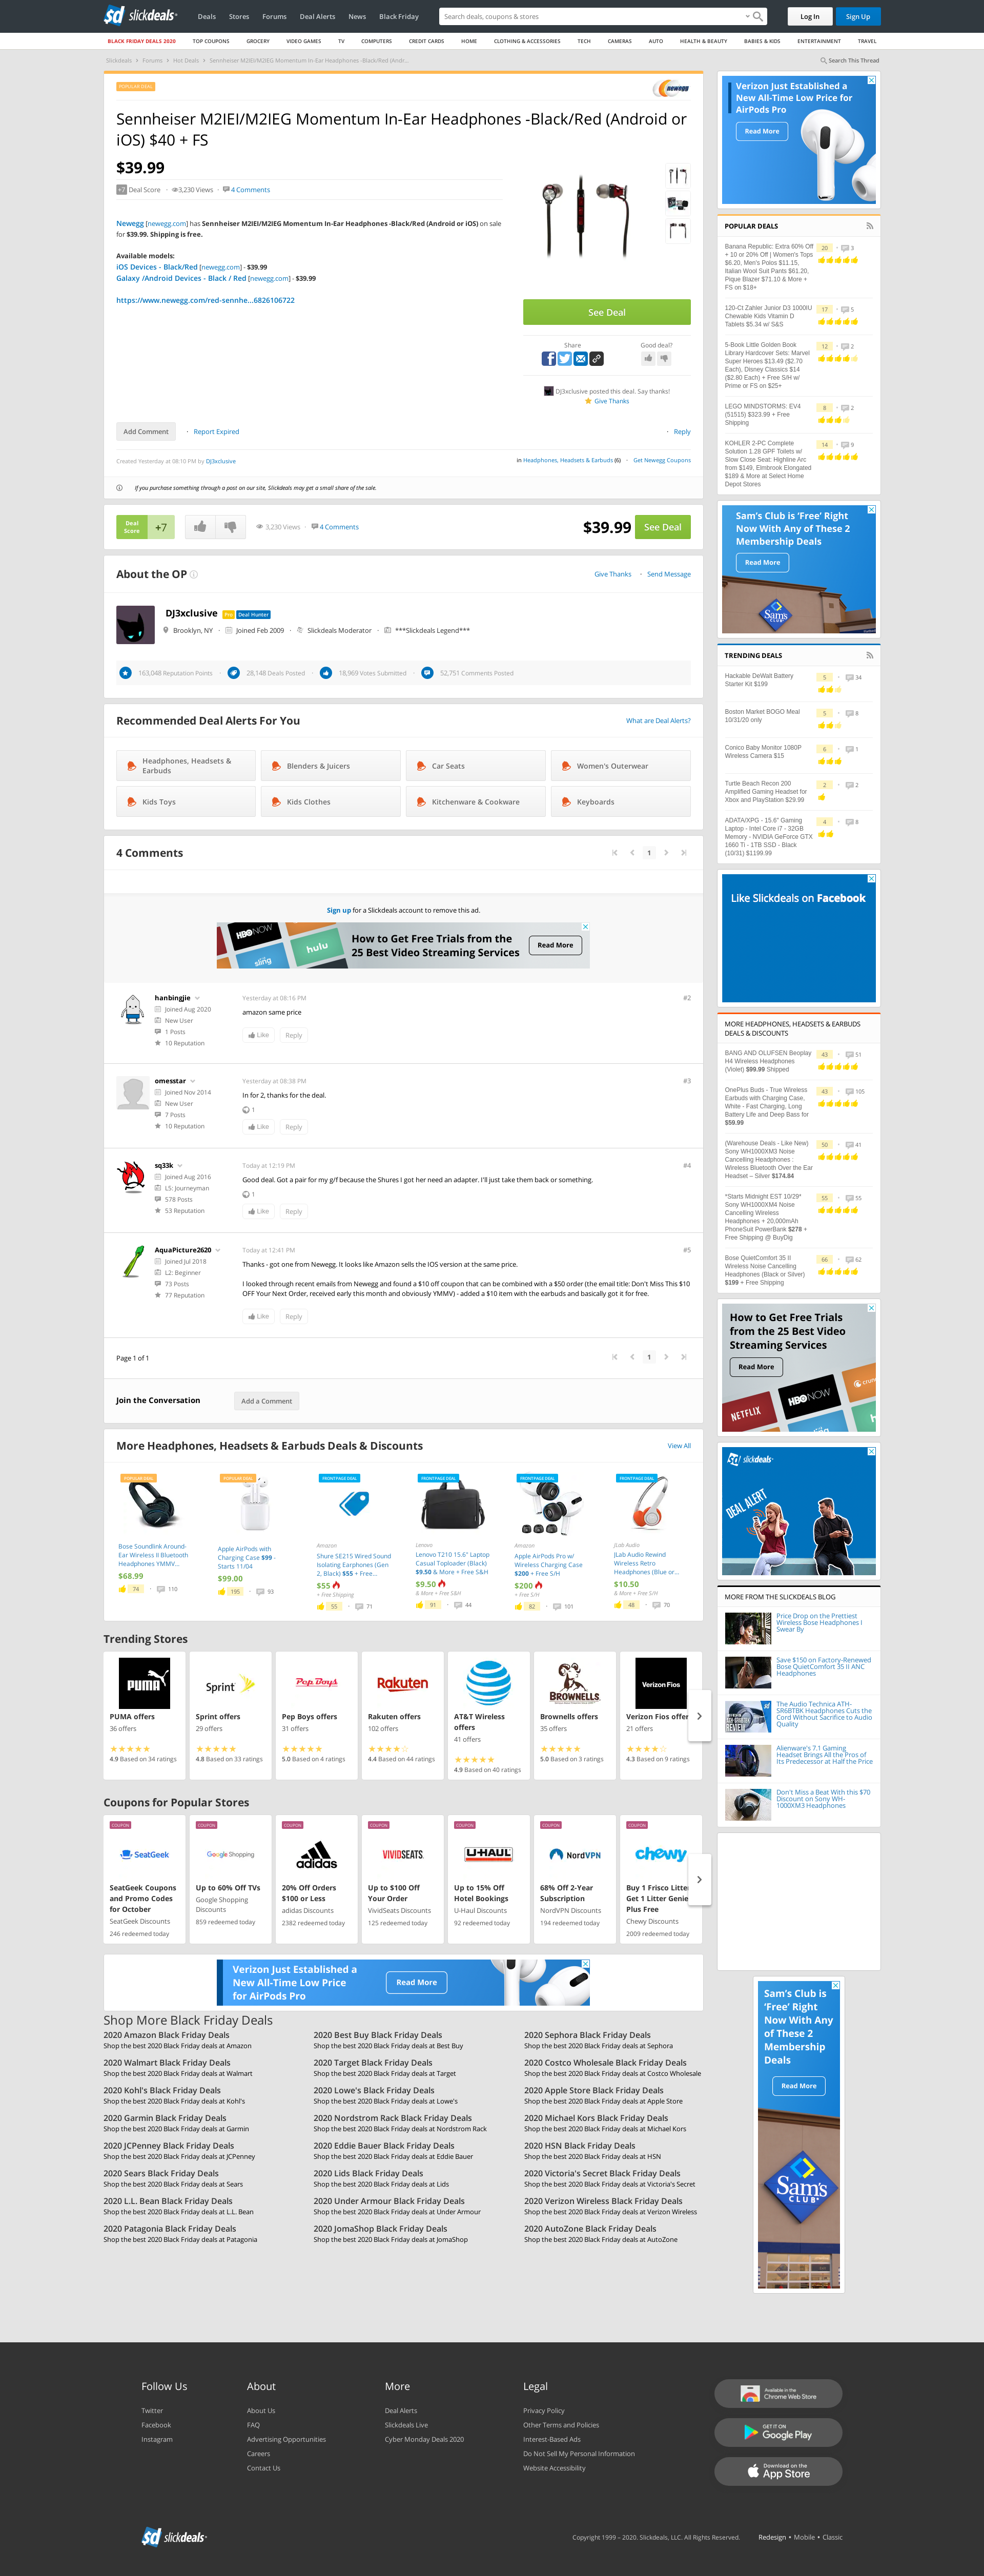 slickdeals
Deals Stores Forums Deal Alerts News Black Friday
Search deals, coupons & stores
Log In
Sign Up
BLACK FRIDAY DEALS 2020 TOP COUPONS GROCERY VIDEO GAMES TV COMPUTERS CREDIT CARDS HOME CLOTHING & ACCESSORIES TECH CAMERAS AUTO HEALTH & BEAUTY BABIES & KIDS ENTERTAINMENT TRAVEL
Slickdeals > Forums > Hot Deals > Sennheiser M2IEI/M2IEG Momentum In-Ear Headphones -Black/Red (Andr...
Search This Thread
POPULAR DEAL
newegg
Sennheiser M2IEI/M2IEG Momentum In-Ear Headphones -Black/Red (Android or
iOS) $40 + FS
$39.99
+7 Deal Score · 3,230 Views · 4 Comments
Newegg [newegg.com] has Sennheiser M2IEI/M2IEG Momentum In-Ear Headphones -Black/Red (Android or iOS) on sale
for $39.99. Shipping is free.
Available models:
iOS Devices - Black/Red [newegg.com] - $39.99
Galaxy /Android Devices - Black / Red [newegg.com] - $39.99
https://www.newegg.com/red-sennhe...6826106722
See Deal
Share
Good deal?
DJ3xclusive posted this deal. Say thanks!
Give Thanks
Add Comment · Report Expired
· Reply
Created Yesterday at 08:10 PM by DJ3xclusive
in Headphones, Headsets & Earbuds (6) · Get Newegg Coupons
If you purchase something through a post on our site, Slickdeals may get a small share of the sale.
Deal
Score
+7
3,230 Views · 4 Comments
$39.99
See Deal
About the OP
Give Thanks · Send Message
DJ3xclusive Pro Deal Hunter
Brooklyn, NY · Joined Feb 2009 · Slickdeals Moderator · ***Slickdeals Legend***
163,048 Reputation Points · 28,148 Deals Posted · 18,969 Votes Submitted · 52,751 Comments Posted
Recommended Deal Alerts For You
What are Deal Alerts?
Headphones, Headsets &
Earbuds
Blenders & Juicers
Car Seats
Women's Outerwear
Kids Toys
Kids Clothes
Kitchenware & Cookware
Keyboards
4 Comments
1
Sign up for a Slickdeals account to remove this ad.
HBO NOW
hulu
sling
How to Get Free Trials from the
25 Best Video Streaming Services
Read More
hanbingjie
Joined Aug 2020
New User
1 Posts
10 Reputation
Yesterday at 08:16 PM
#2
amazon same price
Like
Reply
omesstar
Joined Nov 2014
New User
7 Posts
10 Reputation
Yesterday at 08:38 PM
#3
In for 2, thanks for the deal.
1
Like
Reply
sq33k
Joined Aug 2016
L5: Journeyman
578 Posts
53 Reputation
Today at 12:19 PM
#4
Good deal. Got a pair for my g/f because the Shures I got her need an adapter. I'll just take them back or something.
1
Like
Reply
AquaPicture2620
Joined Jul 2018
L2: Beginner
73 Posts
77 Reputation
Today at 12:41 PM
#5
Thanks - got one from Newegg. It looks like Amazon sells the IOS version at the same price.
I looked through recent emails from Newegg and found a $10 off coupon that can be combined with a $50 order (the email title: Don't Miss This $10
OFF Your Next Order, received early this month and obviously YMMV) - added a $10 item with the earbuds and basically got it for free.
Like
Reply
Page 1 of 1
1
Join the Conversation
Add a Comment
More Headphones, Headsets & Earbuds Deals & Discounts
View All
POPULAR DEAL
Bose Soundlink Around-
Ear Wireless II Bluetooth
Headphones YMMV...
$68.99
74 · 110
POPULAR DEAL
Apple AirPods with
Charging Case $99 -
Starts 11/04
$99.00
195 · 93
FRONTPAGE DEAL
Amazon
Shure SE215 Wired Sound
Isolating Earphones (Gen
2, Black) $55 + Free...
$55
+ Free Shipping
55 · 71
FRONTPAGE DEAL
Lenovo
Lenovo T210 15.6" Laptop
Casual Toploader (Black)
$9.50 & More + Free S&H
$9.50
& More + Free S&H
91 · 44
FRONTPAGE DEAL
Amazon
Apple AirPods Pro w/
Wireless Charging Case
$200 + Free S/H
$200
+ Free S/H
82 · 101
FRONTPAGE DEAL
JLab Audio
JLab Audio Rewind
Wireless Retro
Headphones (Blue or...
$10.50
& More + Free S/H
48 · 70
Trending Stores
PUMA
PUMA offers
36 offers
4.9 Based on 34 ratings
Sprint
Sprint offers
29 offers
4.8 Based on 33 ratings
Pep Boys
Pep Boys offers
31 offers
5.0 Based on 4 ratings
Rakuten
Rakuten offers
102 offers
4.4 Based on 44 ratings
AT&T Wireless
offers
41 offers
4.9 Based on 40 ratings
BROWNELLS
Brownells offers
35 offers
5.0 Based on 3 ratings
Verizon Fios
Verizon Fios offers
21 offers
4.3 Based on 9 ratings
Coupons for Popular Stores
COUPON
SeatGeek
SeatGeek Coupons
and Promo Codes
for October
SeatGeek Discounts
246 redeemed today
COUPON
Google Shopping
Up to 60% Off TVs
Google Shopping
Discounts
859 redeemed today
COUPON
adidas
20% Off Orders
$100 or Less
adidas Discounts
2382 redeemed today
COUPON
VIVIDSEATS
Up to $100 Off
Your Order
VividSeats Discounts
125 redeemed today
COUPON
U-HAUL
Up to 15% Off
Hotel Bookings
U-Haul Discounts
92 redeemed today
COUPON
NordVPN
68% Off 2-Year
Subscription
NordVPN Discounts
194 redeemed today
COUPON
chewy
Buy 1 Frisco Litter
Get 1 Litter Genie
Plus Free
Chewy Discounts
2009 redeemed today
Verizon Just Established a
New All-Time Low Price
for AirPods Pro
Read More
Shop More Black Friday Deals
2020 Amazon Black Friday Deals
Shop the best 2020 Black Friday deals at Amazon
2020 Best Buy Black Friday Deals
Shop the best 2020 Black Friday deals at Best Buy
2020 Sephora Black Friday Deals
Shop the best 2020 Black Friday deals at Sephora
2020 Walmart Black Friday Deals
Shop the best 2020 Black Friday deals at Walmart
2020 Target Black Friday Deals
Shop the best 2020 Black Friday deals at Target
2020 Costco Wholesale Black Friday Deals
Shop the best 2020 Black Friday deals at Costco Wholesale
2020 Kohl's Black Friday Deals
Shop the best 2020 Black Friday deals at Kohl's
2020 Lowe's Black Friday Deals
Shop the best 2020 Black Friday deals at Lowe's
2020 Apple Store Black Friday Deals
Shop the best 2020 Black Friday deals at Apple Store
2020 Garmin Black Friday Deals
Shop the best 2020 Black Friday deals at Garmin
2020 Nordstrom Rack Black Friday Deals
Shop the best 2020 Black Friday deals at Nordstrom Rack
2020 Michael Kors Black Friday Deals
Shop the best 2020 Black Friday deals at Michael Kors
2020 JCPenney Black Friday Deals
Shop the best 2020 Black Friday deals at JCPenney
2020 Eddie Bauer Black Friday Deals
Shop the best 2020 Black Friday deals at Eddie Bauer
2020 HSN Black Friday Deals
Shop the best 2020 Black Friday deals at HSN
2020 Sears Black Friday Deals
Shop the best 2020 Black Friday deals at Sears
2020 Lids Black Friday Deals
Shop the best 2020 Black Friday deals at Lids
2020 Victoria's Secret Black Friday Deals
Shop the best 2020 Black Friday deals at Victoria's Secret
2020 L.L. Bean Black Friday Deals
Shop the best 2020 Black Friday deals at L.L. Bean
2020 Under Armour Black Friday Deals
Shop the best 2020 Black Friday deals at Under Armour
2020 Verizon Wireless Black Friday Deals
Shop the best 2020 Black Friday deals at Verizon Wireless
2020 Patagonia Black Friday Deals
Shop the best 2020 Black Friday deals at Patagonia
2020 JomaShop Black Friday Deals
Shop the best 2020 Black Friday deals at JomaShop
2020 AutoZone Black Friday Deals
Shop the best 2020 Black Friday deals at AutoZone
Verizon Just Established a
New All-Time Low Price for
AirPods Pro
Read More
POPULAR DEALS
Banana Republic: Extra 60% Off
+ 10 or 20% Off | Women's Tops
$6.20, Men's Polos $11.15,
Italian Wool Suit Pants $61.20,
Pique Blazer $71.10 & More +
FS on $18+
20 · 3
120-Ct Zahler Junior D3 1000IU
Chewable Kids Vitamin D
Tablets $5.34 w/ S&S
17 · 5
5-Book Little Golden Book
Library Hardcover Sets: Marvel
Super Heroes $13.49 ($2.70
Each), Disney Classics $14
($2.80 Each) + Free S/H w/
Prime or FS on $25+
12 · 2
LEGO MINDSTORMS: EV4
(51515) $323.99 + Free
Shipping
8 · 2
KOHLER 2-PC Complete
Solution 1.28 GPF Toilets w/
Slow Close Seat: Highline Arc
from $149, Elmbrook Elongated
$189 & More at Select Home
Depot Stores
14 · 9
Sam's Club is 'Free' Right
Now With Any of These 2
Membership Deals
Read More
Sam's
CLUB
TRENDING DEALS
Hackable DeWalt Battery
Starter Kit $199
5 · 34
Boston Market BOGO Meal
10/31/20 only
5 · 8
Conico Baby Monitor 1080P
Wireless Camera $15
6 · 1
Turtle Beach Recon 200
Amplified Gaming Headset for
Xbox and PlayStation $29.99
2 · 2
ADATA/XPG - 15.6" Gaming
Laptop - Intel Core i7 - 32GB
Memory - NVIDIA GeForce GTX
1660 Ti - 1TB SSD - Black
(10/31) $1199.99
4 · 8
Like Slickdeals on Facebook
MORE HEADPHONES, HEADSETS & EARBUDS
DEALS & DISCOUNTS
BANG AND OLUFSEN Beoplay
H4 Wireless Headphones
(Violet) $99.99 Shipped
43 · 51
OnePlus Buds - True Wireless
Earbuds with Charging Case,
White - Fast Charging, Long
Battery Life and Deep Bass for
$59.99
43 · 105
(Warehouse Deals - Like New)
Sony WH1000XM3 Noise
Cancelling Headphones :
Wireless Bluetooth Over the Ear
Headset – Silver $174.84
50 · 41
*Starts Midnight EST 10/29*
Sony WH1000XM4 Noise
Cancelling Wireless
Headphones + 20,000mAh
PhoneSuit PowerBank $278 +
Free Shipping @ BuyDig
55 · 55
Bose QuietComfort 35 II
Wireless Noise Cancelling
Headphones (Black or Silver)
$199 + Free Shipping
66 · 62
How to Get Free Trials
from the 25 Best Video
Streaming Services
Read More
NETFLIX
HBO NOW
crunchyroll
hulu
slickdeals
DEAL ALERT
MORE FROM THE SLICKDEALS BLOG
Price Drop on the Prettiest
Wireless Bose Headphones I
Swear By
Save $150 on Factory-Renewed
Bose QuietComfort 35 II ANC
Headphones
The Audio Technica ATH-
SR6BTBK Headphones Cuts the
Cord Without Sacrifice to Audio
Quality
Alienware's 7.1 Gaming
Headset Brings All the Pros of
Its Predecessor at Half the Price
Don't Miss a Beat With this $70
Discount on Sony WH-
1000XM3 Headphones
Sam's Club is
'Free' Right
Now With Any
of These 2
Membership
Deals
Read More
Sam's
CLUB
Follow Us
Twitter
Facebook
Instagram
About
About Us
FAQ
Advertising Opportunities
Careers
Contact Us
More
Deal Alerts
Slickdeals Live
Cyber Monday Deals 2020
Legal
Privacy Policy
Other Terms and Policies
Interest-Based Ads
Do Not Sell My Personal Information
Website Accessibility
Available in the
Chrome Web Store
GET IT ON
Google Play
Download on the
App Store
slickdeals
Copyright 1999 – 2020. Slickdeals, LLC. All Rights Reserved.
Redesign • Mobile • Classic